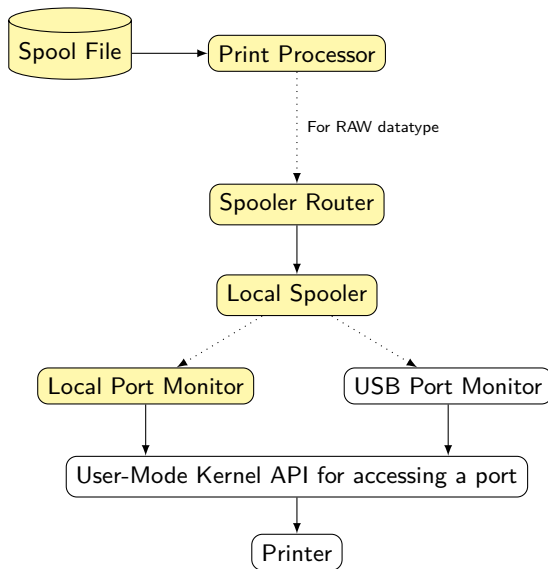 Spool File
Print Processor
For RAW datatype
Spooler Router
Local Spooler
Local Port Monitor
USB Port Monitor
User-Mode Kernel API for accessing a port
Printer